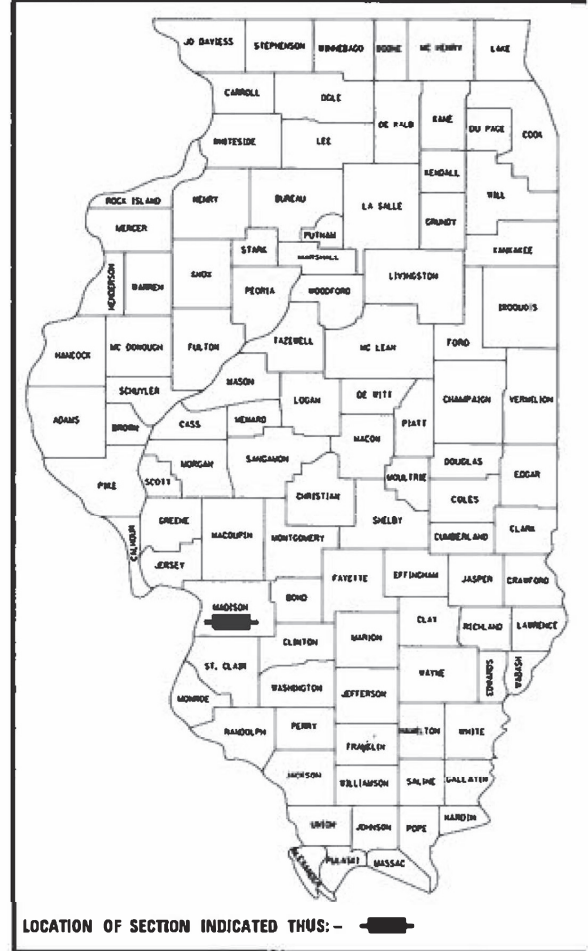 JO DAVIESS STEPHENSON WINNEBAGO BOONE MC HENRY LAKE
CARROLL OGLE
DE KALB KANE DU PAGE COOK
WHITESIDE LEE
KENDALL WILL
ROCK ISLAND HENRY BUREAU LA SALLE GRUNDY
MERCER PUTNAM KANKAKEE
STARK MARSHALL LIVINGSTON
HENDERSON WARREN KNOX PEORIA WOODFORD IROQUOIS
HANCOCK MC DONOUGH FULTON TAZEWELL MC LEAN FORD
SCHUYLER MASON LOGAN DE WITT CHAMPAIGN VERMILION
ADAMS BROWN CASS MENARD MACON PIATT
MORGAN SANGAMON DOUGLAS EDGAR
PIKE SCOTT CHRISTIAN MOULTRIE COLES
GREENE MACOUPIN MONTGOMERY SHELBY CUMBERLAND CLARK
CALHOUN JERSEY FAYETTE EFFINGHAM JASPER CRAWFORD
MADISON BOND
CLAY RICHLAND LAWRENCE
CLINTON MARION
ST. CLAIR WAYNE EDWARDS WABASH
MONROE WASHINGTON JEFFERSON
RANDOLPH PERRY HAMILTON WHITE
FRANKLIN
JACKSON WILLIAMSON SALINE GALLATIN
UNION JOHNSON POPE HARDIN
ALEXANDER PULASKI MASSAC
LOCATION OF SECTION INDICATED THUS:-